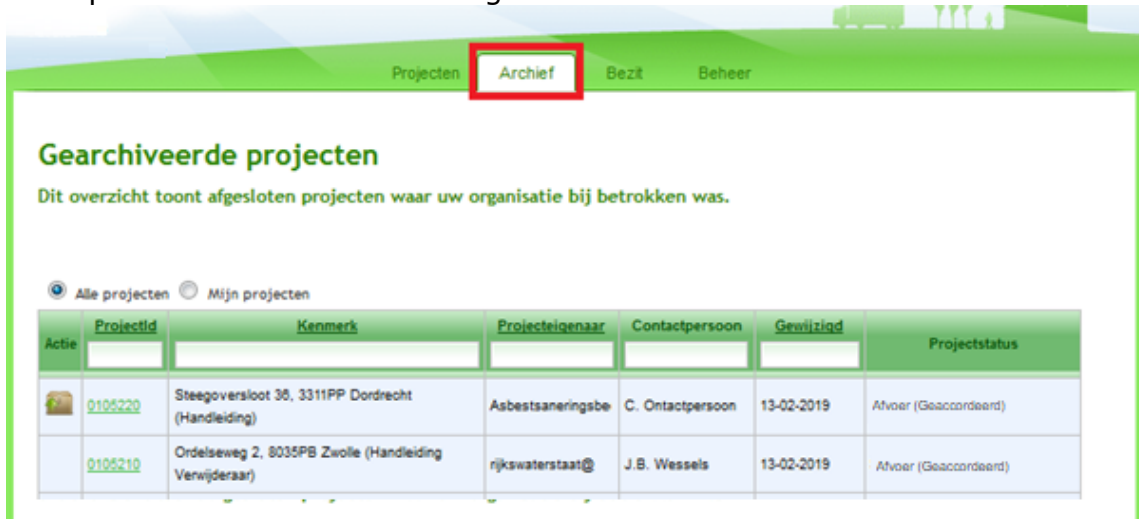 Projecten Archief Bezit Beheer
Gearchiveerde projecten
Dit overzicht toont afgesloten projecten waar uw organisatie bij betrokken was.
Alle projecten Mijn projecten
Actie ProjectId Kenmerk Projecteigenaar Contactpersoon Gewijzigd Projectstatus
0105220 Steegoversloot 36, 3311PP Dordrecht (Handleiding) Asbestsaneringsbe C. Ontactpersoon 13-02-2019 Afvoer (Geaccordeerd)
0105210 Ordelseweg 2, 8035PB Zwolle (Handleiding Verwijderaar) rijkswaterstaat@ J.B. Wessels 13-02-2019 Afvoer (Geaccordeerd)